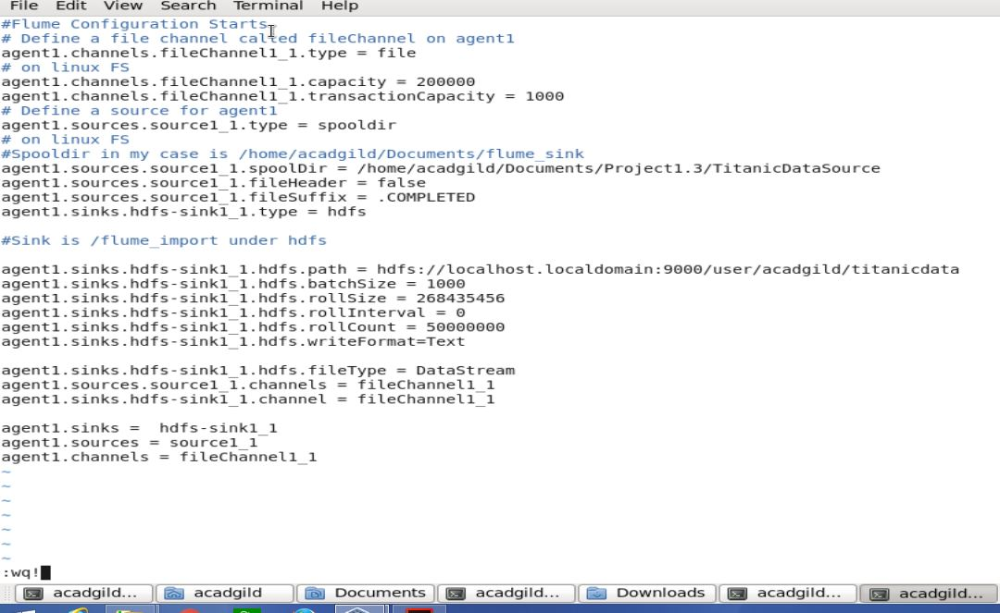 File Edit View Search Terminal Help
#Flume Configuration Starts
# Define a file channel called fileChannel on agent1
agent1.channels.fileChannel1_1.type = file
# on linux FS
agent1.channels.fileChannel1_1.capacity = 200000
agent1.channels.fileChannel1_1.transactionCapacity = 1000
# Define a source for agent1
agent1.sources.source1_1.type = spooldir
# on linux FS
#Spooldir in my case is /home/acadgild/Documents/flume_sink
agent1.sources.source1_1.spoolDir = /home/acadgild/Documents/Project1.3/TitanicDataSource
agent1.sources.source1_1.fileHeader = false
agent1.sources.source1_1.fileSuffix = .COMPLETED
agent1.sinks.hdfs-sink1_1.type = hdfs
#Sink is /flume_import under hdfs
agent1.sinks.hdfs-sink1_1.hdfs.path = hdfs://localhost.localdomain:9000/user/acadgild/titanicdata
agent1.sinks.hdfs-sink1_1.hdfs.batchSize = 1000
agent1.sinks.hdfs-sink1_1.hdfs.rollSize = 268435456
agent1.sinks.hdfs-sink1_1.hdfs.rollInterval = 0
agent1.sinks.hdfs-sink1_1.hdfs.rollCount = 50000000
agent1.sinks.hdfs-sink1_1.hdfs.writeFormat=Text
agent1.sinks.hdfs-sink1_1.hdfs.fileType = DataStream
agent1.sources.source1_1.channels = fileChannel1_1
agent1.sinks.hdfs-sink1_1.channel = fileChannel1_1
agent1.sinks =  hdfs-sink1_1
agent1.sources = source1_1
agent1.channels = fileChannel1_1
~
~
~
~
~
~
~
:wq!
acadgild... acadgild Documents acadgild... Downloads acadgild... acadgild...